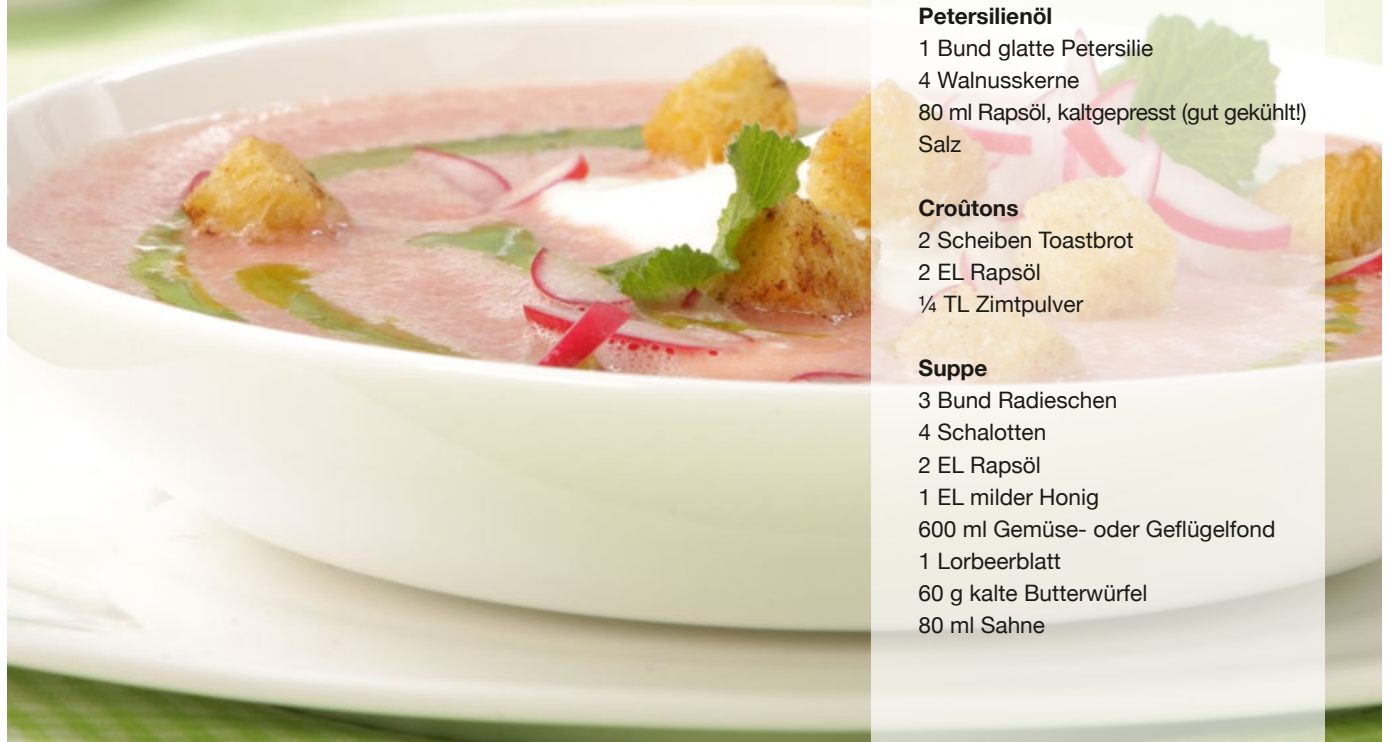 Petersilienöl
1 Bund glatte Petersilie
4 Walnusskerne
80 ml Rapsöl, kaltgepresst (gut gekühlt!)
Salz
Croûtons
2 Scheiben Toastbrot
2 EL Rapsöl
¼ TL Zimtpulver
Suppe
3 Bund Radieschen
4 Schalotten
2 EL Rapsöl
1 EL milder Honig
600 ml Gemüse- oder Geflügelfond
1 Lorbeerblatt
60 g kalte Butterwürfel
80 ml Sahne